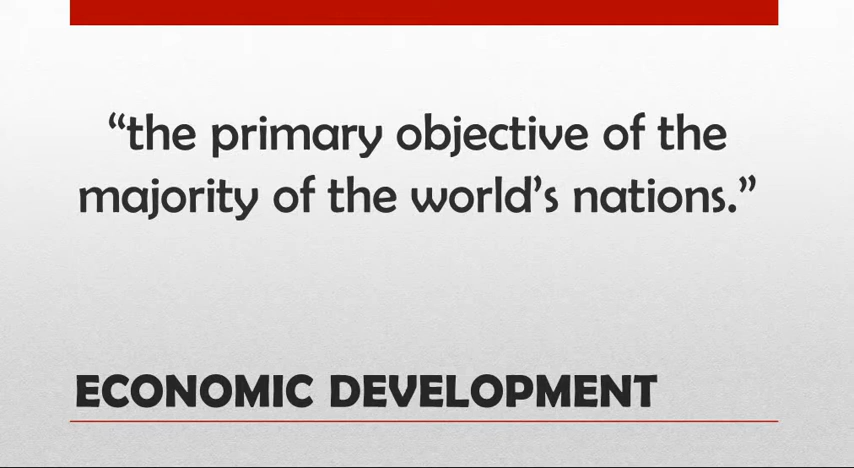 “the primary objective of the
majority of the world’s nations.”
ECONOMIC DEVELOPMENT